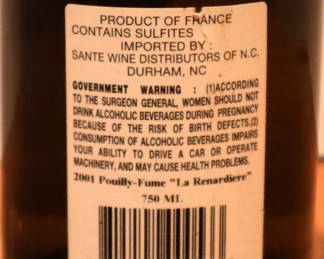 PRODUCT OF FRANCE
CONTAINS SULFITES
IMPORTED BY :
SANTE WINE DISTRIBUTORS OF N.C.
DURHAM, NC
GOVERNMENT WARNING : (1)ACCORDING
TO THE SURGEON GENERAL, WOMEN SHOULD NOT
DRINK ALCOHOLIC BEVERAGES DURING PREGNANCY
BECAUSE OF THE RISK OF BIRTH DEFECTS.(2)
CONSUMPTION OF ALCOHOLIC BEVERAGES IMPAIRS
YOUR ABILITY TO DRIVE A CAR OR OPERATE
MACHINERY, AND MAY CAUSE HEALTH PROBLEMS.
2001 Pouilly-Fume "La Renardiere"
750 ML